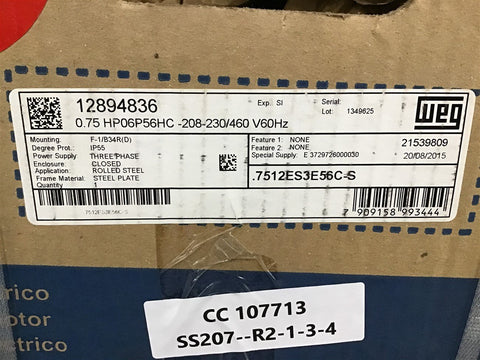 12894836
Exp. SI
Serial:
Lot: 1349625
weg
0.75 HP06P56HC -208-230/460 V60Hz
Mounting: F-1/B34R(D)
Degree Prot.: IP55
Power Supply THREE PHASE
Enclosure: CLOSED
Application: ROLLED STEEL
Frame Material: STEEL PLATE
Quantity 1
Feature 1: NONE
Feature 2: NONE
Special Supply: E 3729726000030
21539809
20/08/2015
.7512ES3E56C-S
.7512ES3E56C-S
7 909158 993444
CC 107713
SS207--R2-1-3-4
otor